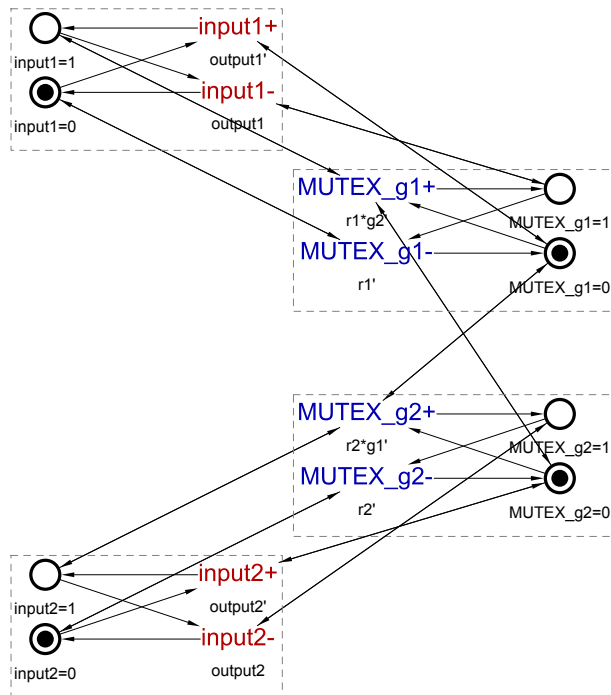 input1+
output1'
input1=1
input1-
output1
input1=0
MUTEX_g1+
r1*g2'
MUTEX_g1=1
MUTEX_g1-
r1'
MUTEX_g1=0
MUTEX_g2+
r2*g1'
MUTEX_g2=1
MUTEX_g2-
r2'
MUTEX_g2=0
input2+
output2'
input2=1
input2-
output2
input2=0